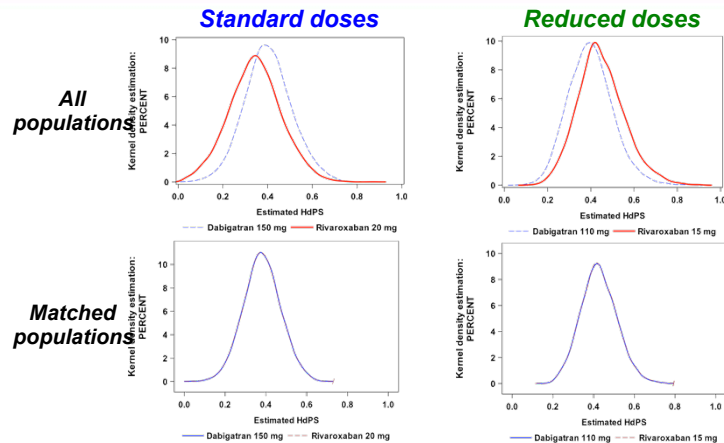 Standard doses
Reduced doses
All
populations
Kernel density estimation:
PERCENT
10
8
6
4
2
0
0.0 0.2 0.4 0.6 0.8 1.0
Estimated HdPS
Dabigatran 150 mg Rivaroxaban 20 mg
Kernel density estimation:
PERCENT
10
8
6
4
2
0
0.0 0.2 0.4 0.6 0.8 1.0
Estimated HdPS
Dabigatran 110 mg Rivaroxaban 15 mg
Matched
populations
Kernel density estimation:
PERCENT
10
8
6
4
2
0
0.0 0.2 0.4 0.6 0.8 1.0
Estimated HdPS
Dabigatran 150 mg Rivaroxaban 20 mg
Kernel density estimation:
PERCENT
10
8
6
4
2
0
0.0 0.2 0.4 0.6 0.8 1.0
Estimated HdPS
Dabigatran 110 mg Rivaroxaban 15 mg